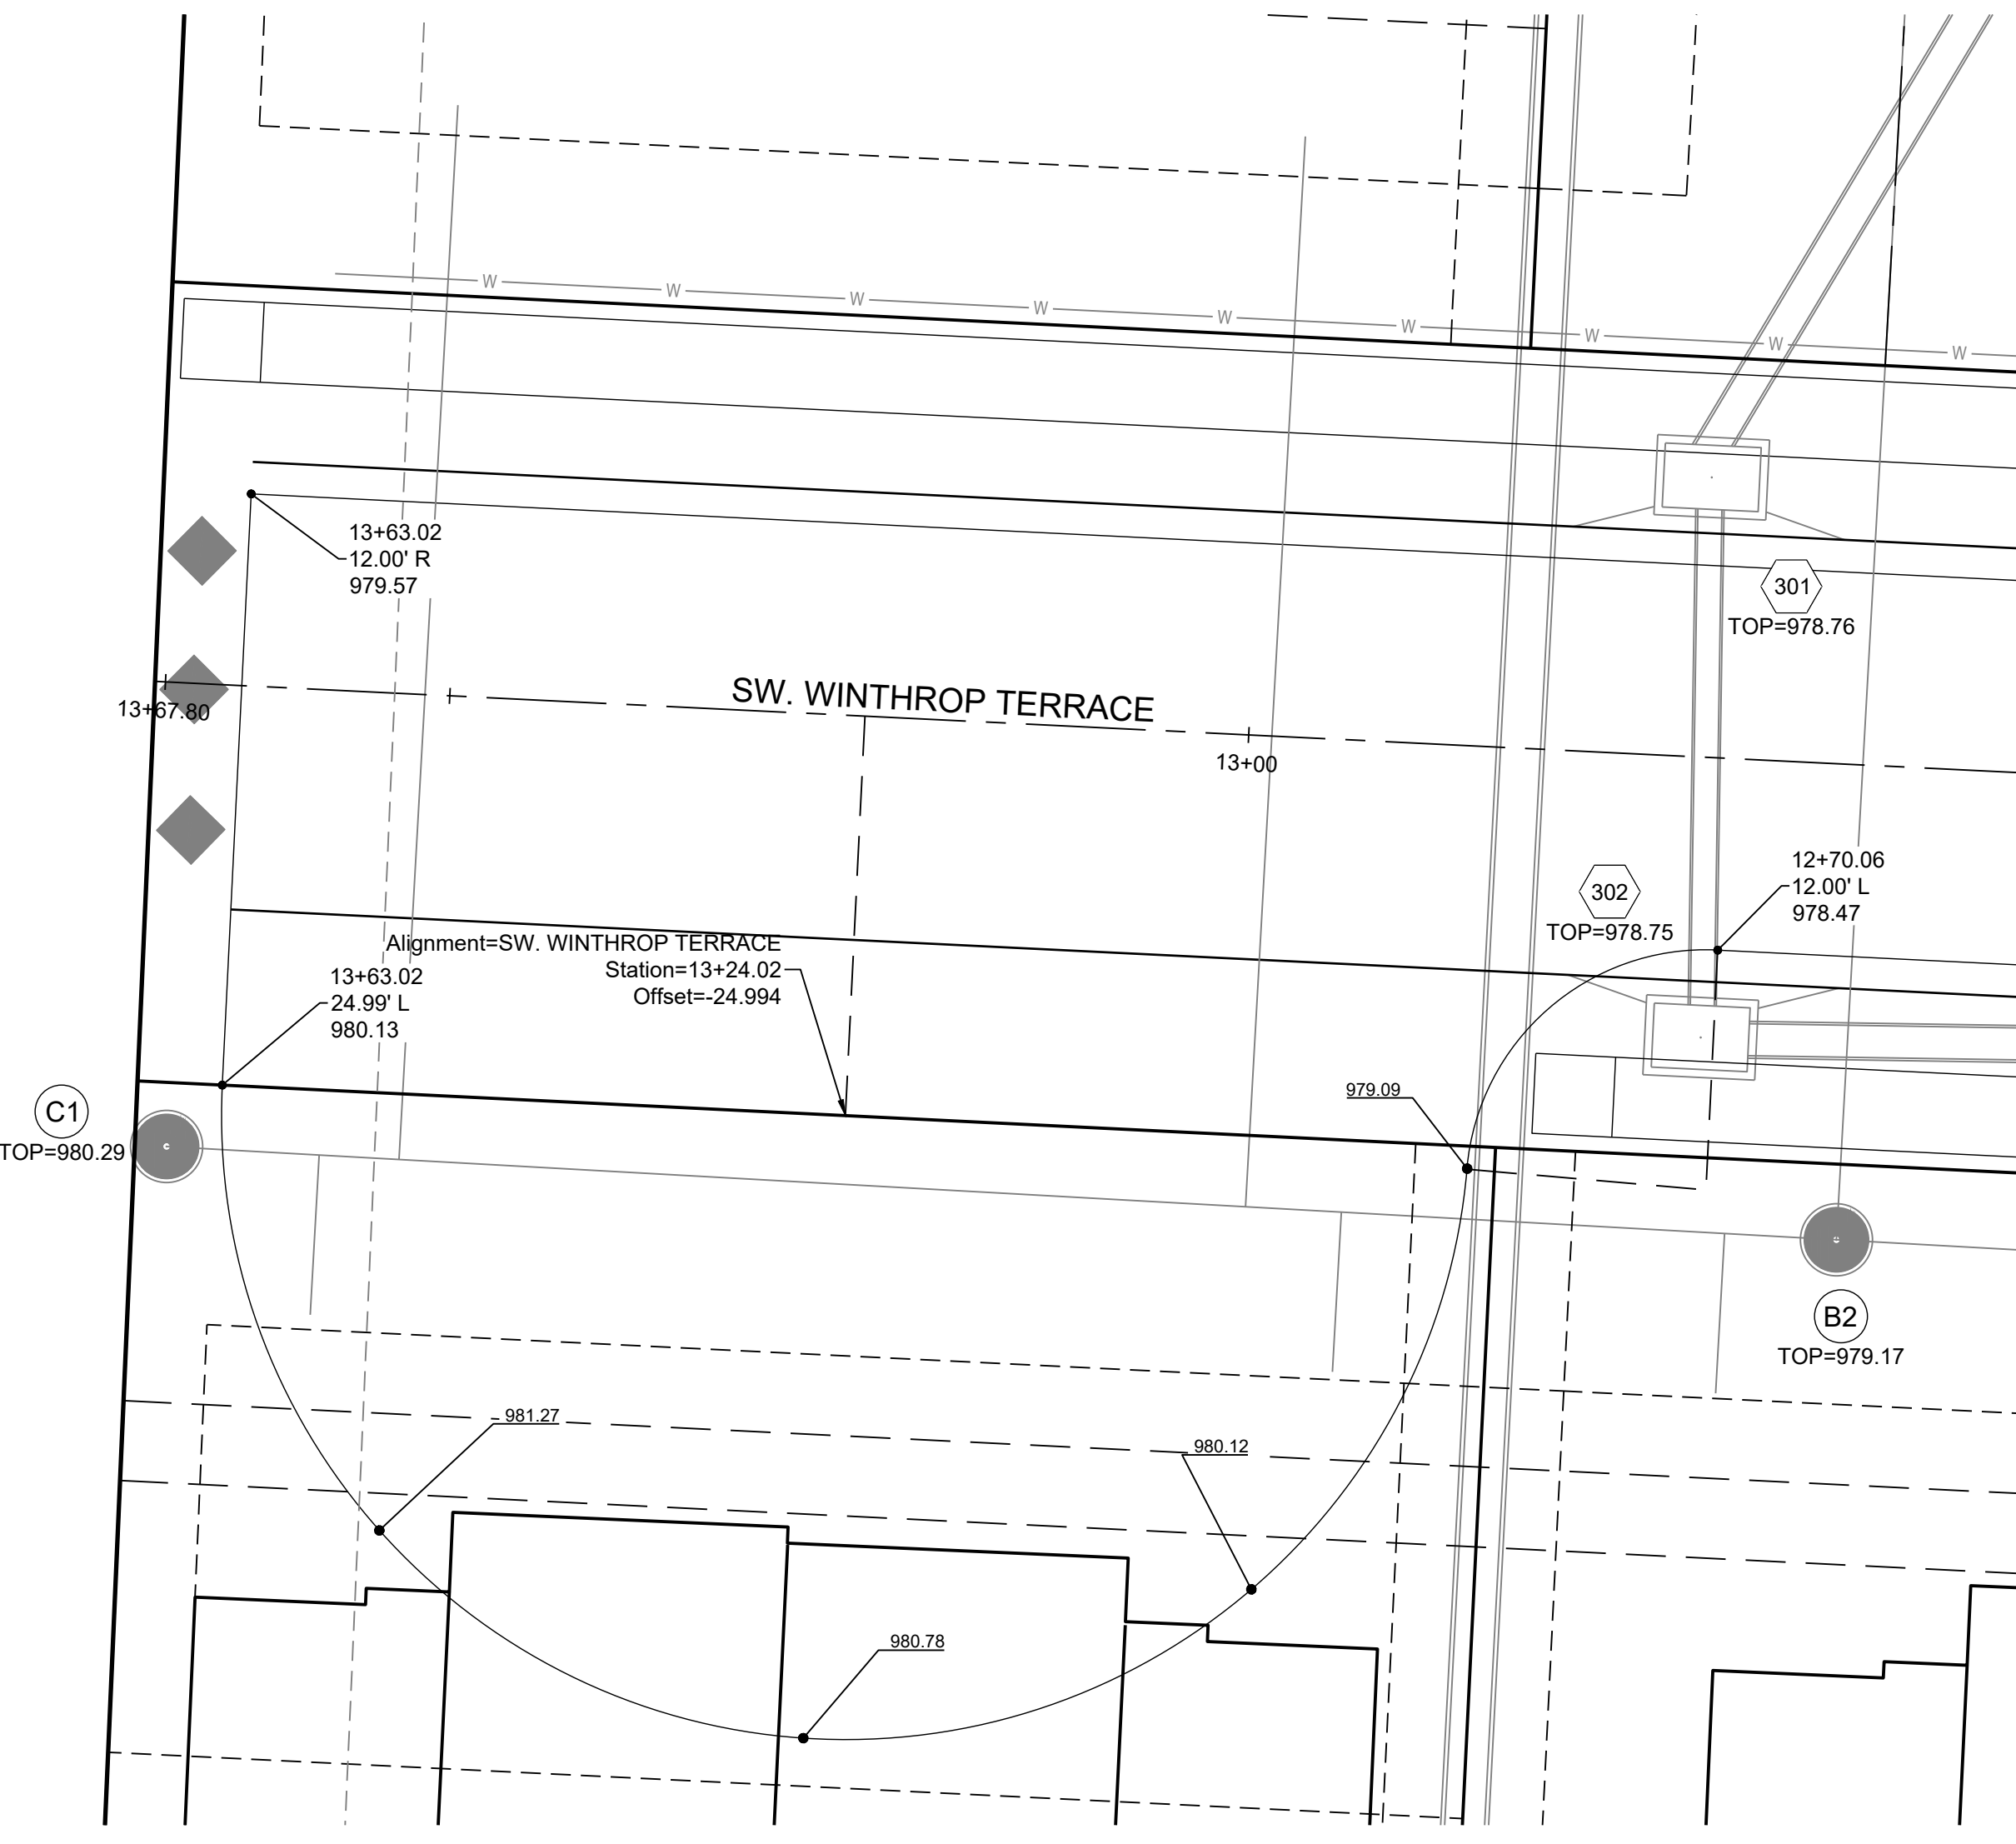 W W W W W W W W W
13+63.02
12.00' R
979.57
301
TOP=978.76
SW. WINTHROP TERRACE
13+67.80
13+00
12+70.06
12.00' L
978.47
302
TOP=978.75
Alignment=SW. WINTHROP TERRACE
Station=13+24.02
Offset=-24.994
13+63.02
24.99' L
980.13
979.09
C1
TOP=980.29
B2
TOP=979.17
981.27
980.12
980.78